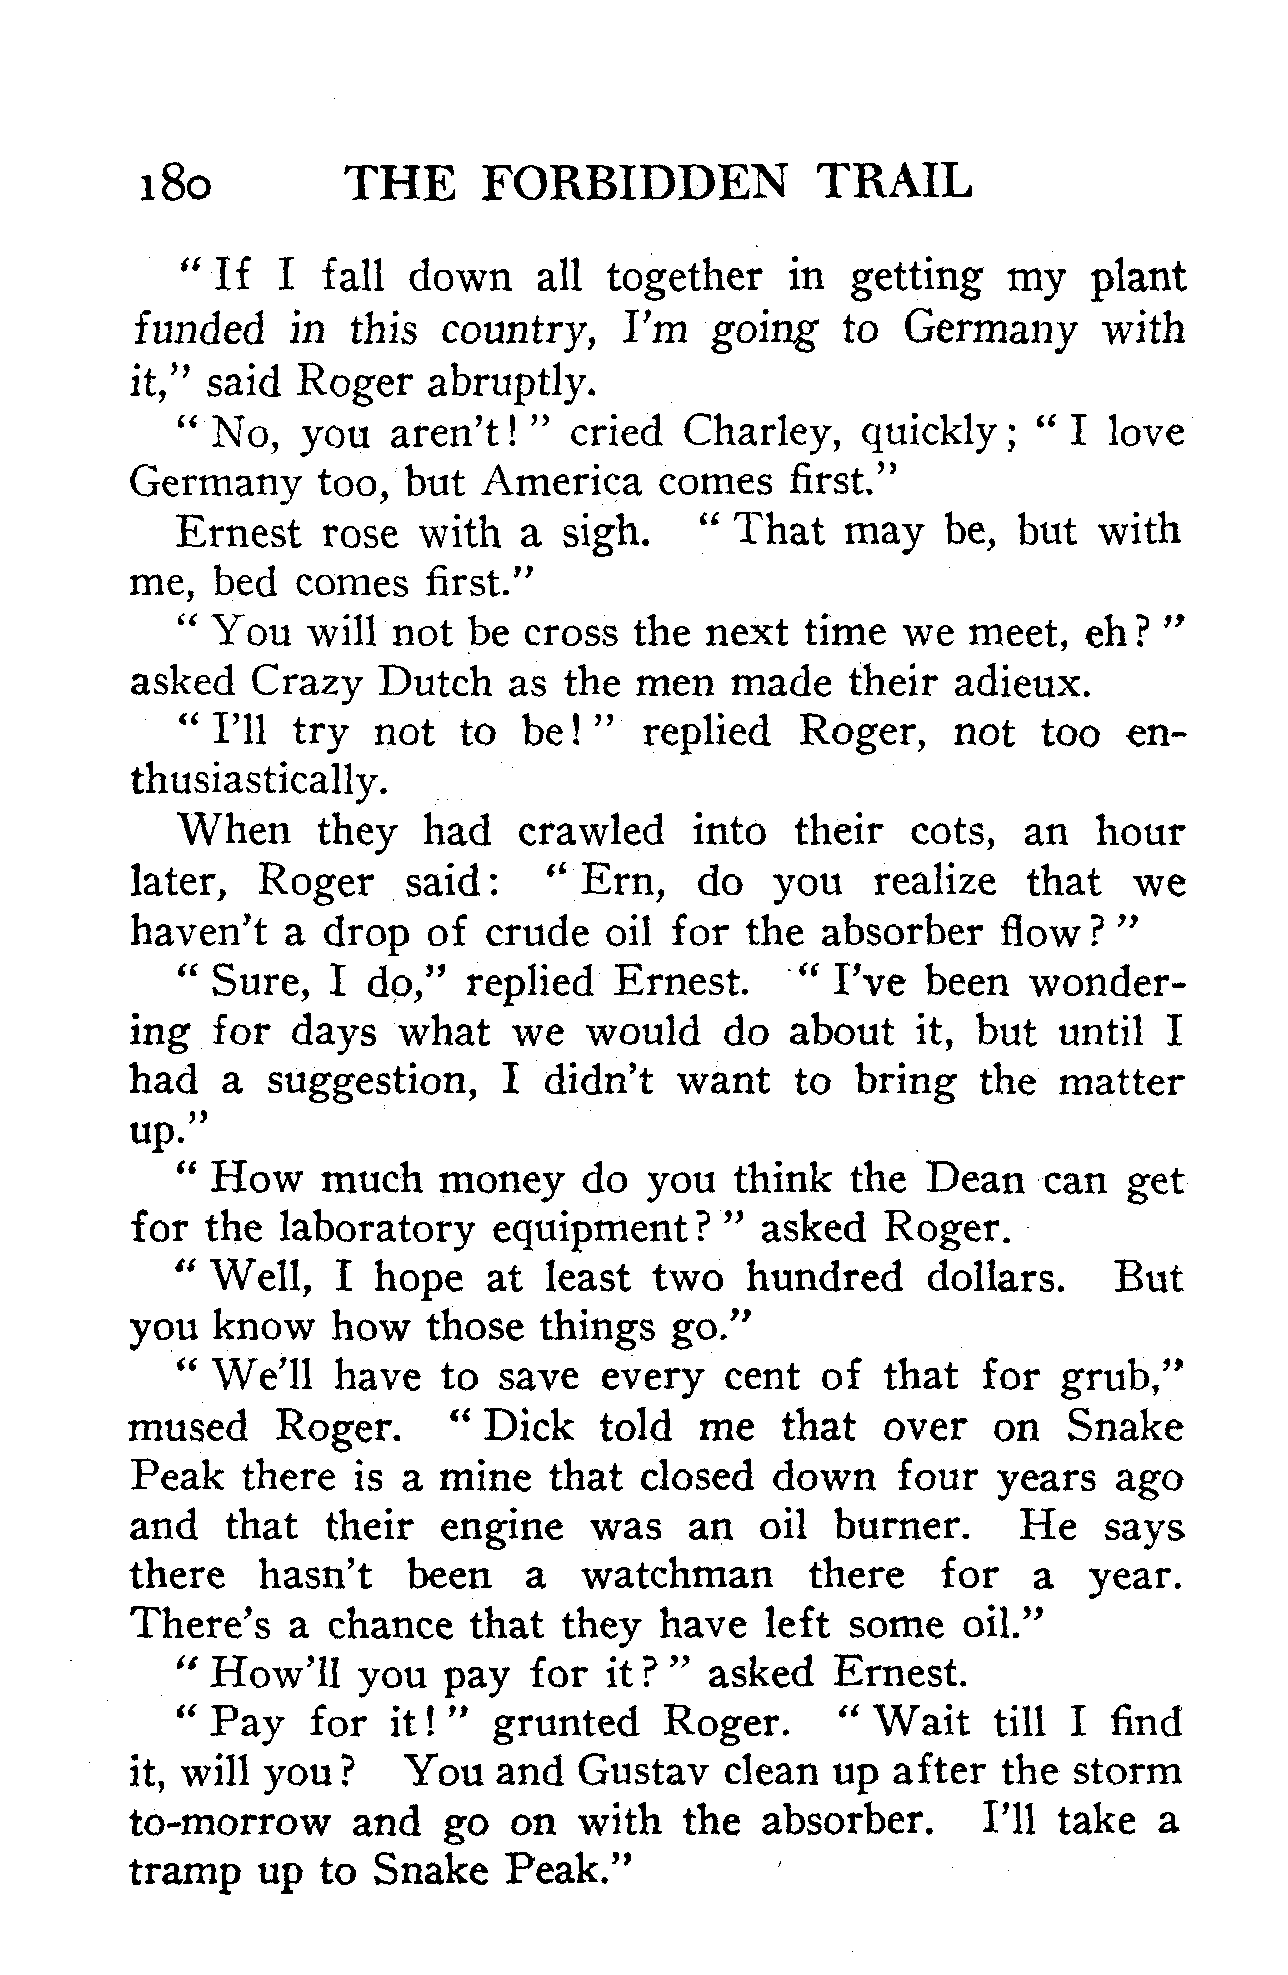 180 THE FORBIDDEN TRAIL
“ If I fall down all together in getting my plant
funded in this country, I'm going to Germany with
it,” said Roger abruptly.
“ No, you aren't! ” cried Charley, quickly; “ I love
Germany too, but America comes first.”
Ernest rose with a sigh. “ That may be, but with
me, bed comes first.”
“ You will not be cross the next time we meet, eh? ”
asked Crazy Dutch as the men made their adieux.
“ I'll try not to be! ” replied Roger, not too en-
thusiastically.
When they had crawled into their cots, an hour
later, Roger said: “ Ern, do you realize that we
haven't a drop of crude oil for the absorber flow? ”
“ Sure, I do,” replied Ernest. “ I've been wonder-
ing for days what we would do about it, but until I
had a suggestion, I didn't want to bring the matter
up.”
“ How much money do you think the Dean can get
for the laboratory equipment? ” asked Roger.
“ Well, I hope at least two hundred dollars. But
you know how those things go.”
“ We'll have to save every cent of that for grub,”
mused Roger. “ Dick told me that over on Snake
Peak there is a mine that closed down four years ago
and that their engine was an oil burner. He says
there hasn't been a watchman there for a year.
There's a chance that they have left some oil.”
“ How'll you pay for it? ” asked Ernest.
“ Pay for it! ” grunted Roger. “ Wait till I find
it, will you? You and Gustav clean up after the storm
to-morrow and go on with the absorber. I'll take a
tramp up to Snake Peak.”